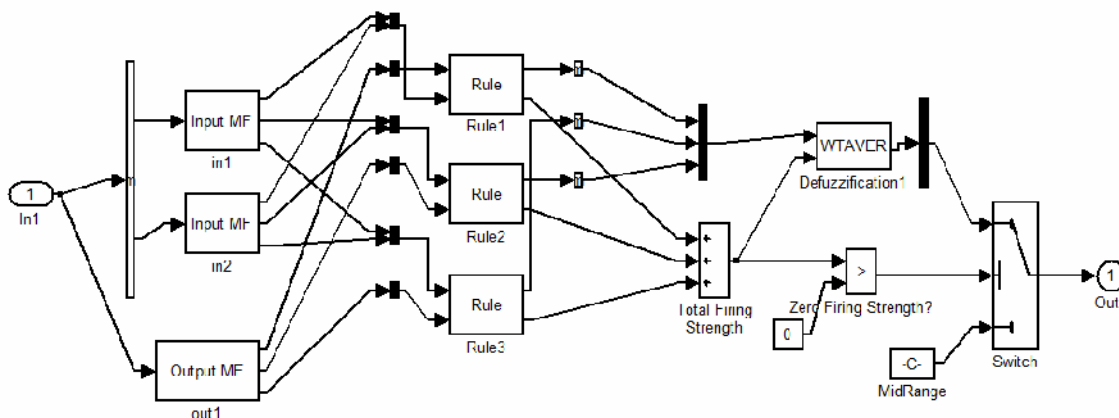 1
In1
Input MF
in1
Input MF
in2
Output MF
out1
Rule
Rule1
Rule
Rule2
Rule
Rule3
Total Firing
Strength
WTAVER
Defuzzification1
>
Zero Firing Strength?
0
-C-
MidRange
Switch
1
Out